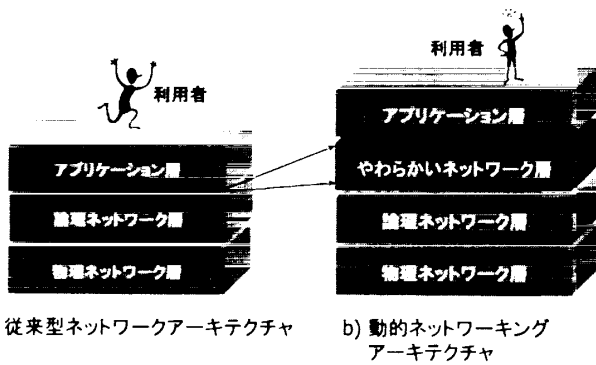 利用者
アプリケーション層
論理ネットワーク層
物理ネットワーク層
従来型ネットワークアーキテクチャ
利用者
アプリケーション層
やわらかいネットワーク層
論理ネットワーク層
物理ネットワーク層
b) 動的ネットワーキング
アーキテクチャ